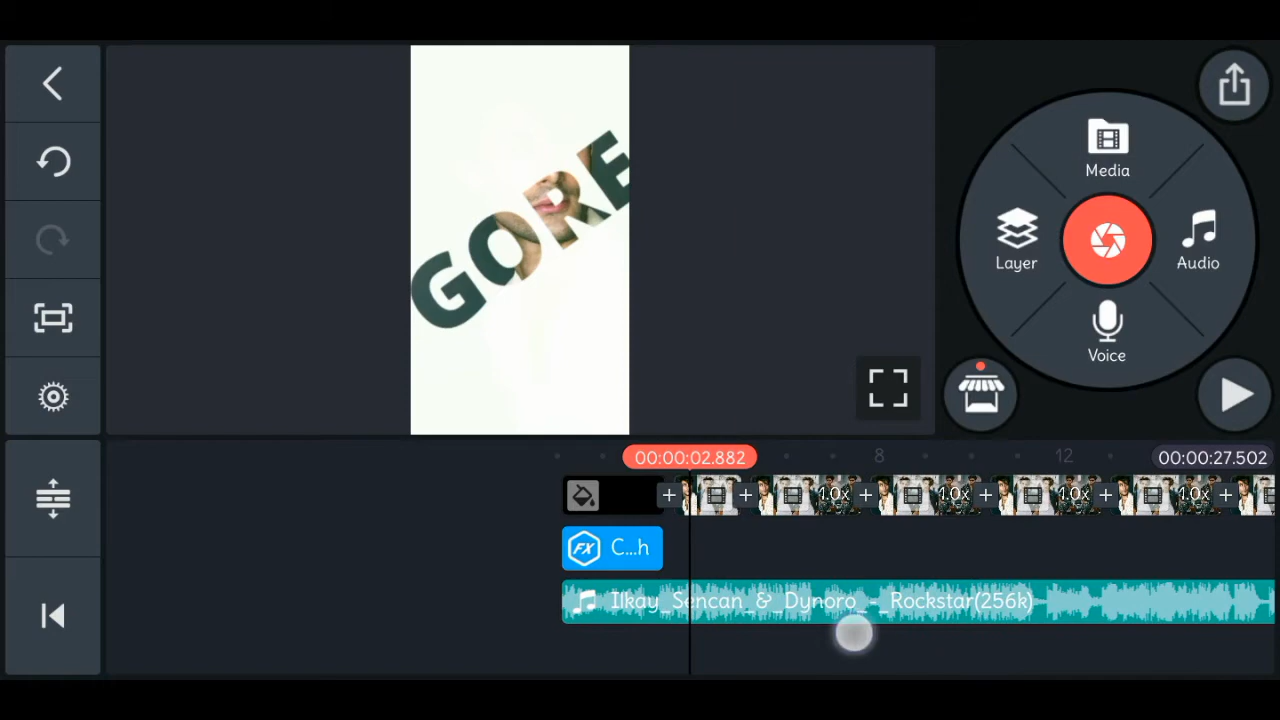 GORE
Media
Layer
Audio
Voice
00:00:02.882
8
12
00:00:27.502
1.0x
1.0x
1.0x
1.0x
FX C...h
Ilkay_Sencan_&_Dynoro_-_Rockstar(256k)